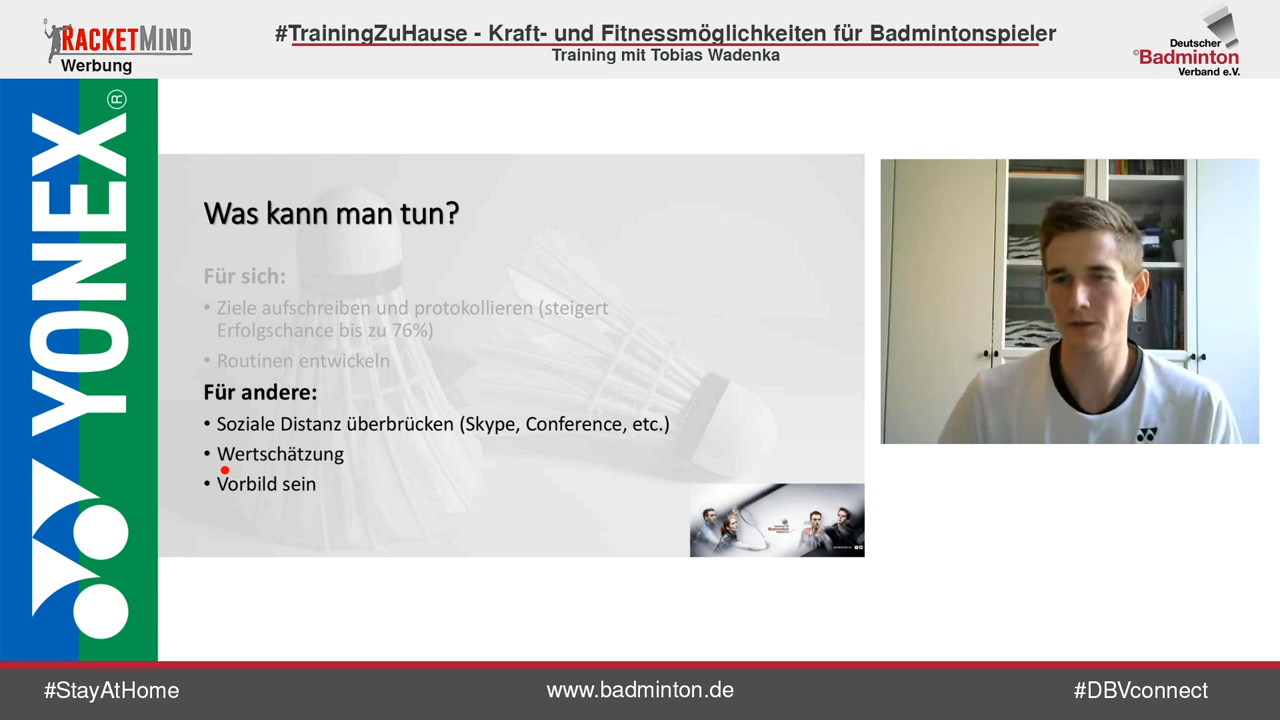 RACKETMIND
Werbung
#TrainingZuHause - Kraft- und Fitnessmöglichkeiten für Badmintonspieler
Training mit Tobias Wadenka
Deutscher
©Badminton
Verband e.V.
YONEX®
Was kann man tun?
Für sich:
• Ziele aufschreiben und protokollieren (steigert
Erfolgschance bis zu 76%)
• Routinen entwickeln
Für andere:
• Soziale Distanz überbrücken (Skype, Conference, etc.)
• Wertschätzung
• Vorbild sein
#StayAtHome
www.badminton.de
#DBVconnect